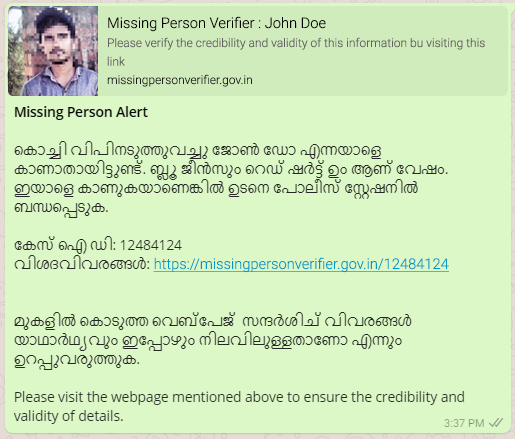 Missing Person Verifier : John Doe
Please verify the credibility and validity of this information bu visiting this
link
missingpersonverifier.gov.in
Missing Person Alert
കൊച്ചി വിപിനടുത്തുവച്ചു ജോൺ ഡോ എന്നയാളെ
കാണാതായിട്ടുണ്ട്. ബ്ലൂ ജീൻസും റെഡ് ഷർട്ട് ഉം ആണ് വേഷം.
ഇയാളെ കാണുകയാണെങ്കിൽ ഉടനെ പോലീസ് സ്റ്റേഷനിൽ
ബന്ധപ്പെടുക.
കേസ് ഐ ഡി: 12484124
വിശദവിവരങ്ങൾ: https://missingpersonverifier.gov.in/12484124
മുകളിൽ കൊടുത്ത വെബ്പേജ് സന്ദർശിച് വിവരങ്ങൾ
യാഥാർഥ്യവും ഇപ്പോഴും നിലവിലുള്ളതാണോ എന്നും
ഉറപ്പുവരുത്തുക.
Please visit the webpage mentioned above to ensure the credibility and
validity of details.
3:37 PM